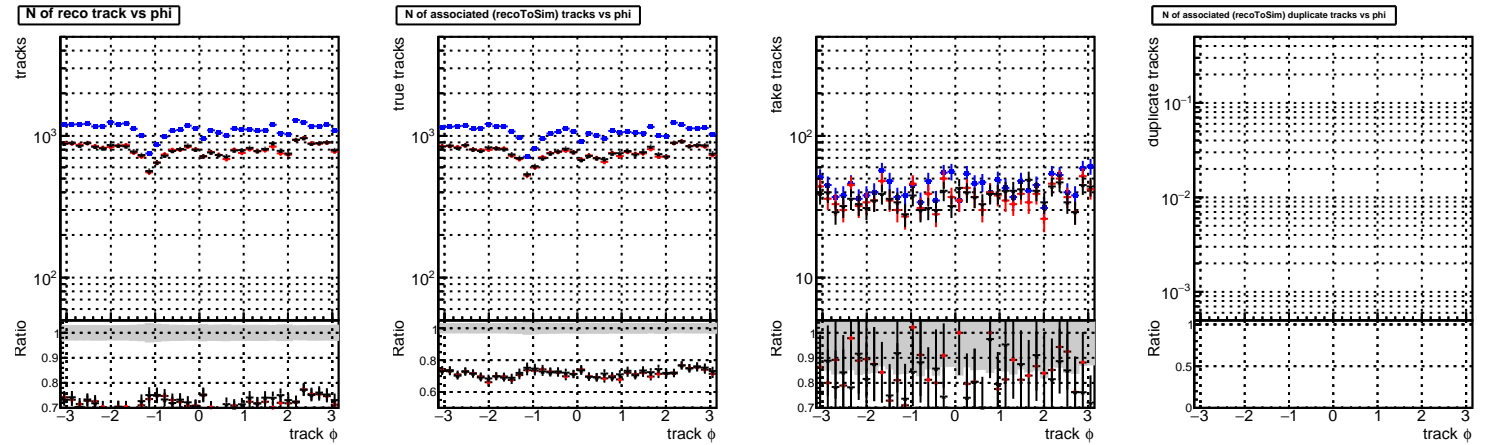 N of reco track vs phi
tracks
10³
10²
Ratio
1
0.9
0.8
0.7
−3 −2 −1 0 1 2 3
track ϕ
N of associated (recoToSim) tracks vs phi
true tracks
10³
10²
Ratio
1
0.8
0.6
−3 −2 −1 0 1 2 3
track ϕ
fake tracks
10²
10
Ratio
1
0.9
0.8
0.7
−3 −2 −1 0 1 2 3
track ϕ
N of associated (recoToSim) duplicate tracks vs phi
duplicate tracks
10⁻¹
10⁻²
10⁻³
Ratio
1
0.5
0
−3 −2 −1 0 1 2 3
track ϕ